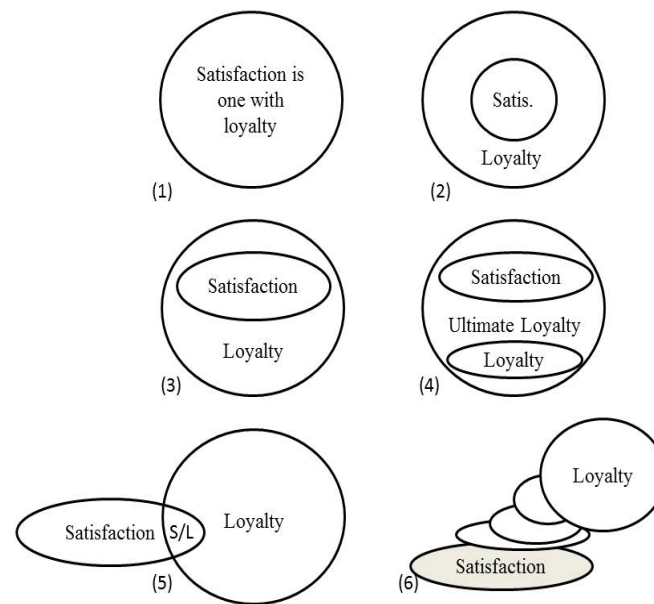 Satisfaction is
one with
loyalty
(1)
Satis.
Loyalty
(2)
Satisfaction
Loyalty
(3)
Satisfaction
Ultimate Loyalty
Loyalty
(4)
Satisfaction S/L Loyalty
(5)
Loyalty
Satisfaction
(6)